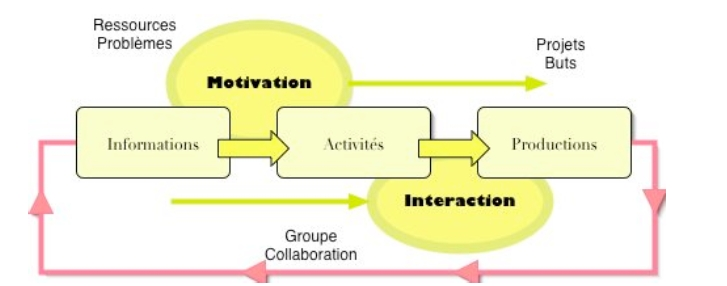 Ressources
Problèmes
Projets
Buts
Motivation
Informations
Activités
Productions
Interaction
Groupe
Collaboration